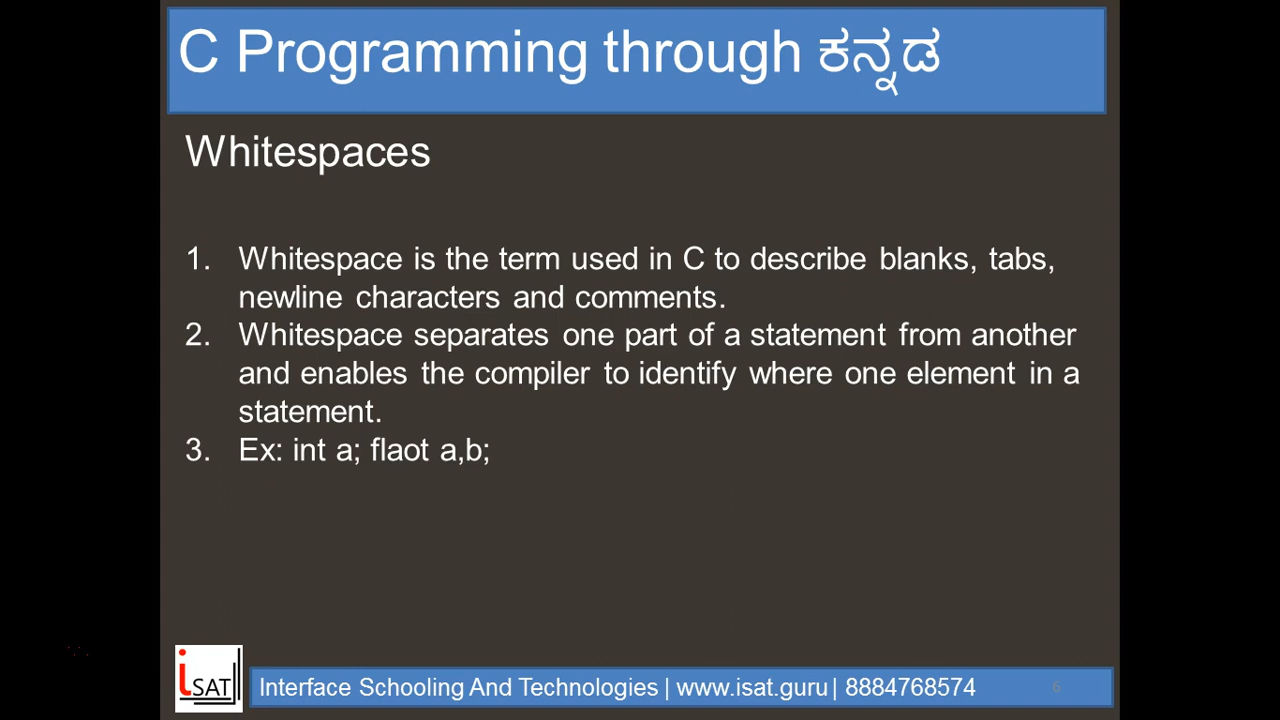 C Programming through ಕನ್ನಡ
Whitespaces
1. Whitespace is the term used in C to describe blanks, tabs,
newline characters and comments.
2. Whitespace separates one part of a statement from another
and enables the compiler to identify where one element in a
statement.
3. Ex: int a; flaot a,b;
iSAT
Interface Schooling And Technologies | www.isat.guru | 8884768574
6